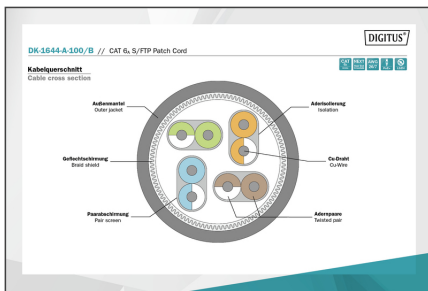 DIGITUS®
DK-1644-A-100/B // CAT 6A S/FTP Patch Cord
Kabelquerschnitt
Cable cross section
Außenmantel
Outer jacket
Aderisolierung
Isolation
Geflechtschirmung
Braid shield
Cu-Draht
Cu-Wire
Paarabschirmung
Pair screen
Aderpaare
Twisted pair